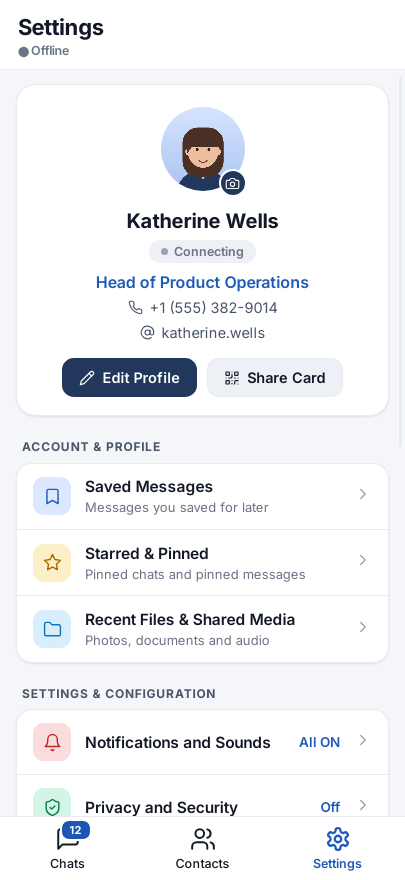 Settings
Offline
Katherine Wells
Connecting
Head of Product Operations
+1 (555) 382-9014
katherine.wells
Edit Profile
Share Card
ACCOUNT & PROFILE
Saved Messages
Messages you saved for later
Starred & Pinned
Pinned chats and pinned messages
Recent Files & Shared Media
Photos, documents and audio
SETTINGS & CONFIGURATION
Notifications and Sounds All ON
Privacy and Security Off
12
Chats Contacts Settings